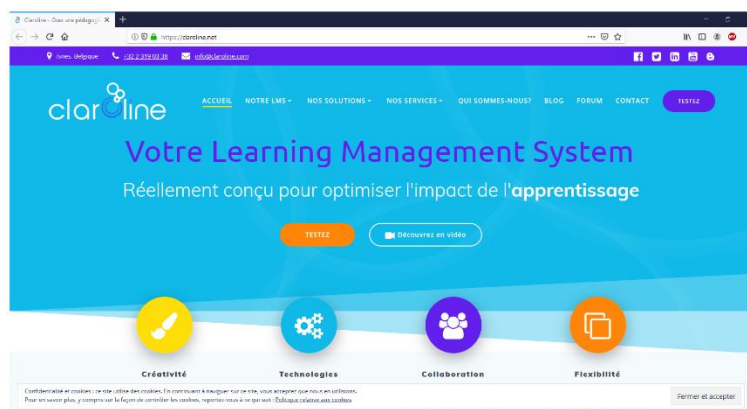 Claroline - Osez une pédagogie
https://claroline.net
Isnes, Belgique
+32 2 319 03 38
info@claroline.com
claroline
ACCUEIL
NOTRE LMS
NOS SOLUTIONS
NOS SERVICES
QUI SOMMES-NOUS?
BLOG
FORUM
CONTACT
TESTEZ
Votre Learning Management System
Réellement conçu pour optimiser l'impact de l'apprentissage
TESTEZ
Découvrez en vidéo
Créativité
Technologies
Collaboration
Flexibilité
Confidentialité et cookies : ce site utilise des cookies. En continuant à naviguer sur ce site, vous acceptez que nous en utilisions.
Pour en savoir plus, y compris sur la façon de contrôler les cookies, reportez-vous à ce qui suit : Politique relative aux cookies
Fermer et accepter